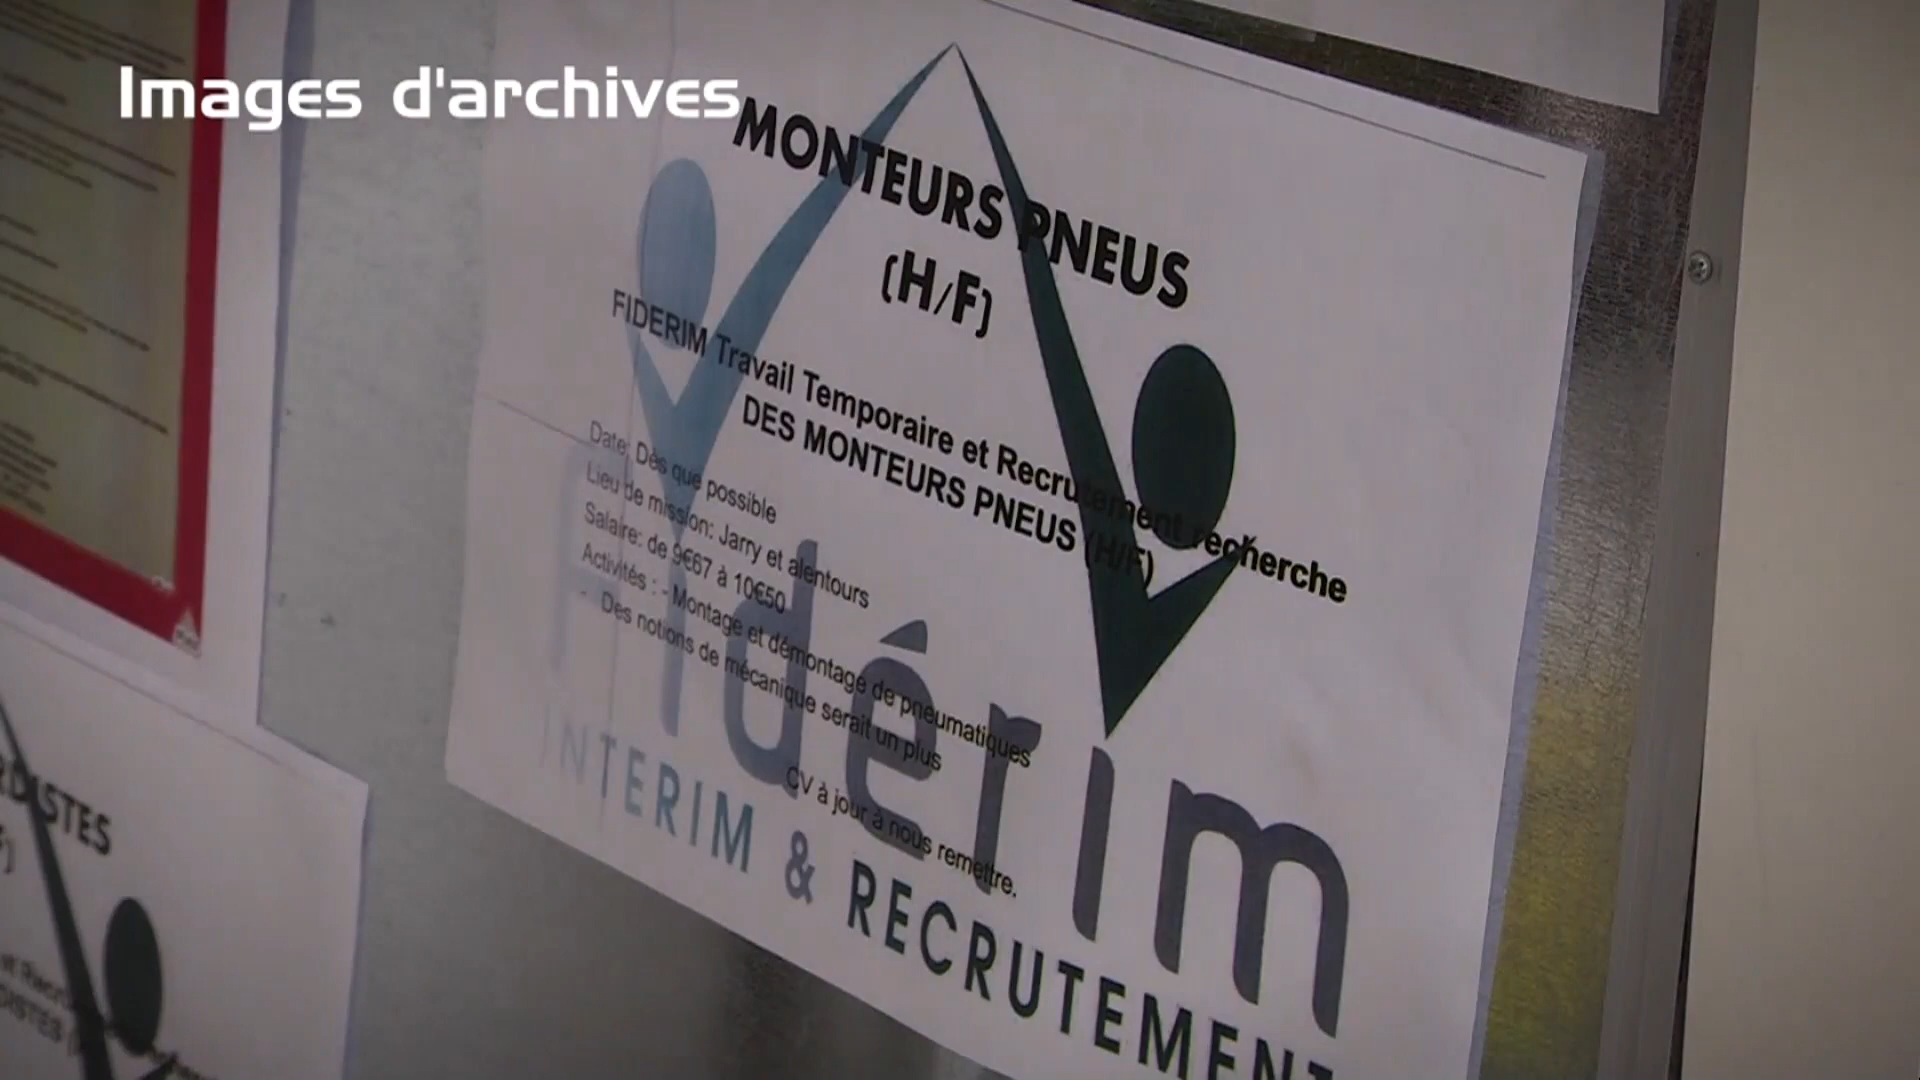 Images d'archives
MONTEURS PNEUS
(H/F)
FIDERIM Travail Temporaire et Recrutement recherche
DES MONTEURS PNEUS (H/F)
Date: Dès que possible
Lieu de mission: Jarry et alentours
Salaire: de 9€67 à 10€50
Activités : - Montage et démontage de pneumatiques
- Des notions de mécanique serait un plus
CV à jour à nous remettre.
Fidérim
INTERIM & RECRUTEMENT